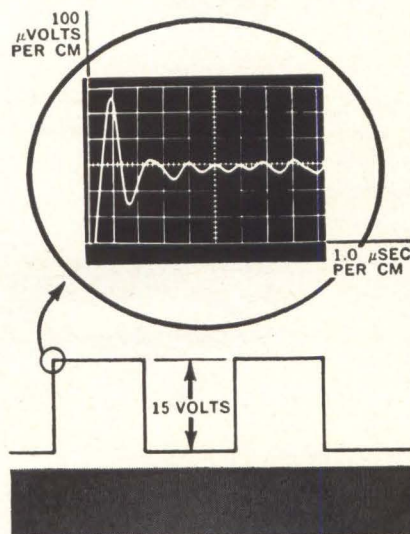 100
μVOLTS
PER CM
1.0 μSEC
PER CM
15 VOLTS